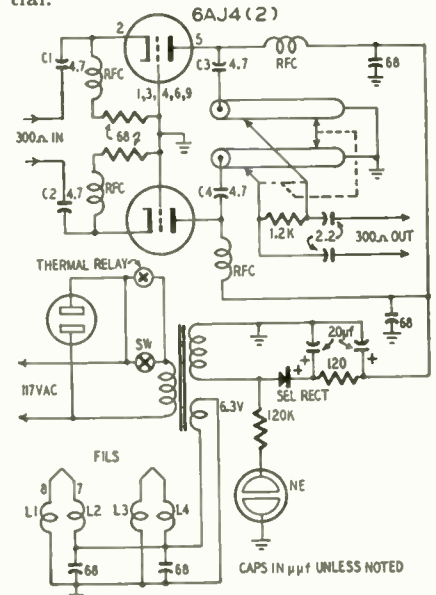 tial.
6AJ4(2)
2
5
C1
4.7
RFC
C3
4.7
RFC
68
1,3, 4,6,9
300Ω IN
68
C2
4.7
RFC
C4
4.7
1.2K
2.2
300Ω OUT
RFC
THERMAL RELAY
68
SW
20µf
120
117VAC
SEL RECT
6.3V
120K
FILS
8
7
NE
L1
L2
L3
L4
68
68
CAPS IN µµf UNLESS NOTED